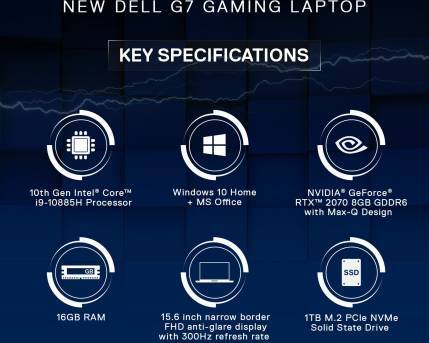 NEW DELL G7 GAMING LAPTOP
KEY SPECIFICATIONS
10th Gen Intel® Core™
i9-10885H Processor
Windows 10 Home
+ MS Office
NVIDIA® GeForce®
RTX™ 2070 8GB GDDR6
with Max-Q Design
GB
SSD
16GB RAM
15.6 inch narrow border
FHD anti-glare display
with 300Hz refresh rate
1TB M.2 PCIe NVMe
Solid State Drive